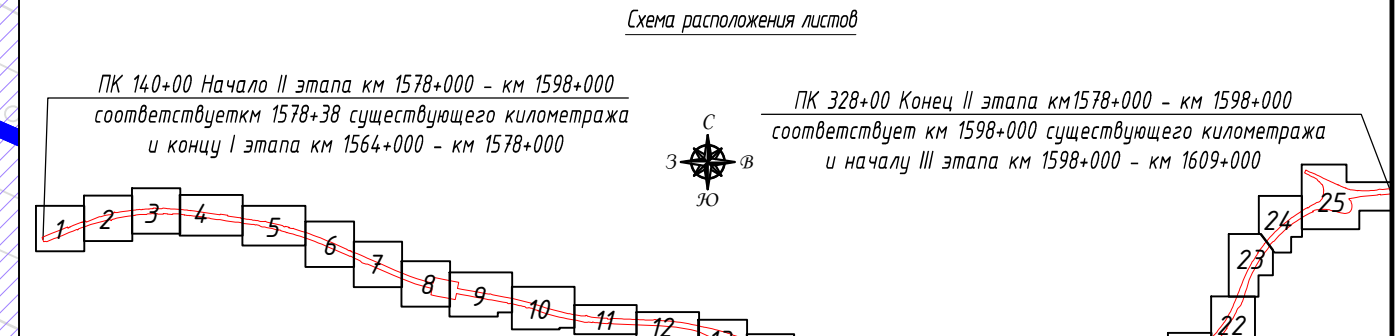 Схема расположения листов
ПК 140+00 Начало II этапа км 1578+000 - км 1598+000
соответствуеткм 1578+38 существующего километража
и концу I этапа км 1564+000 - км 1578+000
ПК 328+00 Конец II этапа км1578+000 - км 1598+000
соответствует км 1598+000 существующего километража
и началу III этапа км 1598+000 - км 1609+000
С
З
В
Ю
1
2
3
4
5
6
7
8
9
10
11
12
22
23
24
25